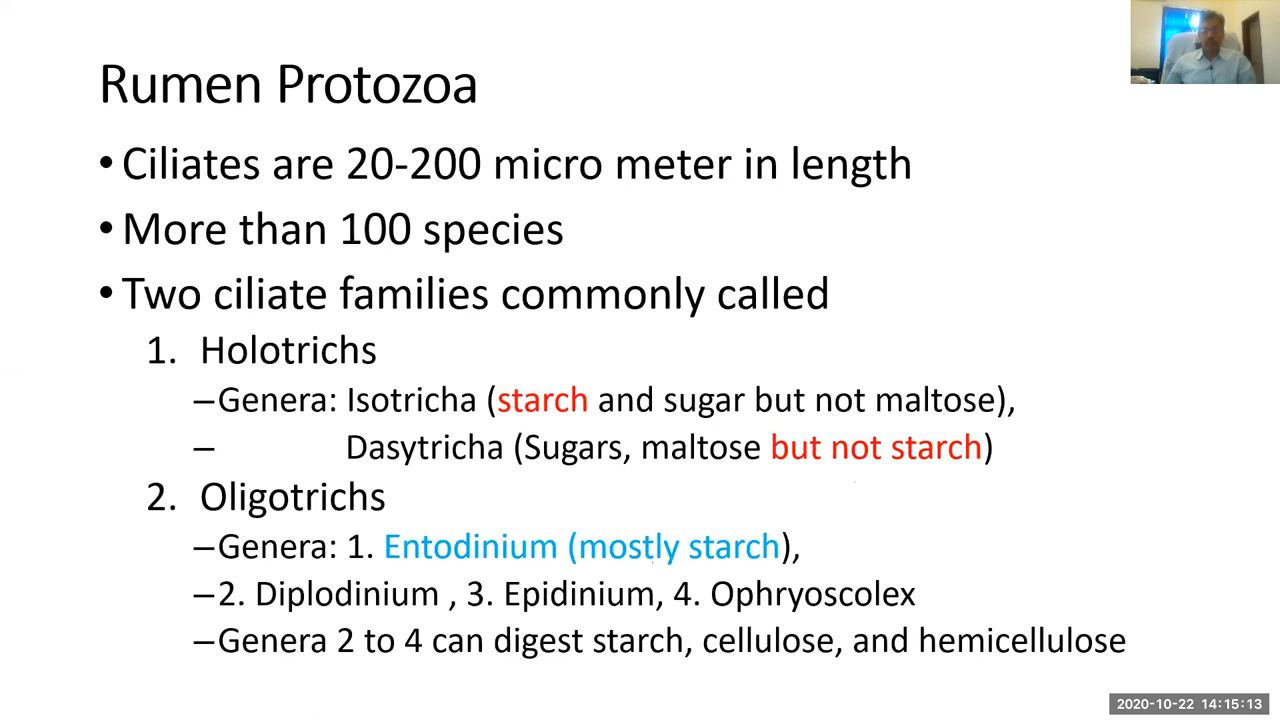 Rumen Protozoa
• Ciliates are 20-200 micro meter in length
• More than 100 species
• Two ciliate families commonly called
1. Holotrichs
–Genera: Isotricha (starch and sugar but not maltose),
– Dasytricha (Sugars, maltose but not starch)
2. Oligotrichs
–Genera: 1. Entodinium (mostly starch),
–2. Diplodinium , 3. Epidinium, 4. Ophryoscolex
–Genera 2 to 4 can digest starch, cellulose, and hemicellulose
2020-10-22 14:15:13